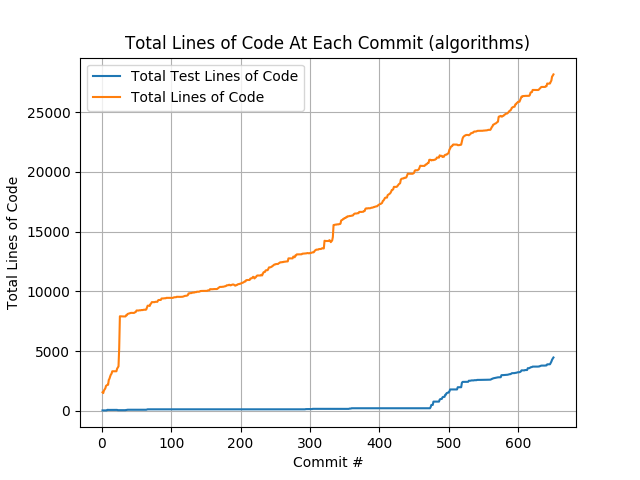 Total Lines of Code At Each Commit (algorithms)
Total Test Lines of Code
Total Lines of Code
25000
20000
15000
10000
5000
0
Total Lines of Code
0 100 200 300 400 500 600
Commit #